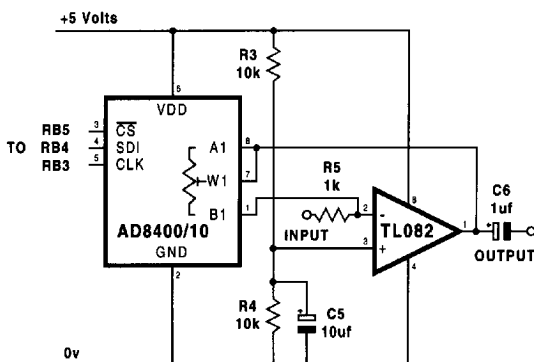 +5 Volts
R3
10k
6
VDD
TO
RB5 3 CS
RB4 4 SDI
RB3 5 CLK
A1 8
W1 7
B1 1
AD8400/10
GND
2
R5
1k
INPUT
2 -
3 +
8
TL082
1
4
C6
+
1uf
OUTPUT
R4
10k
+
C5
10uf
0v